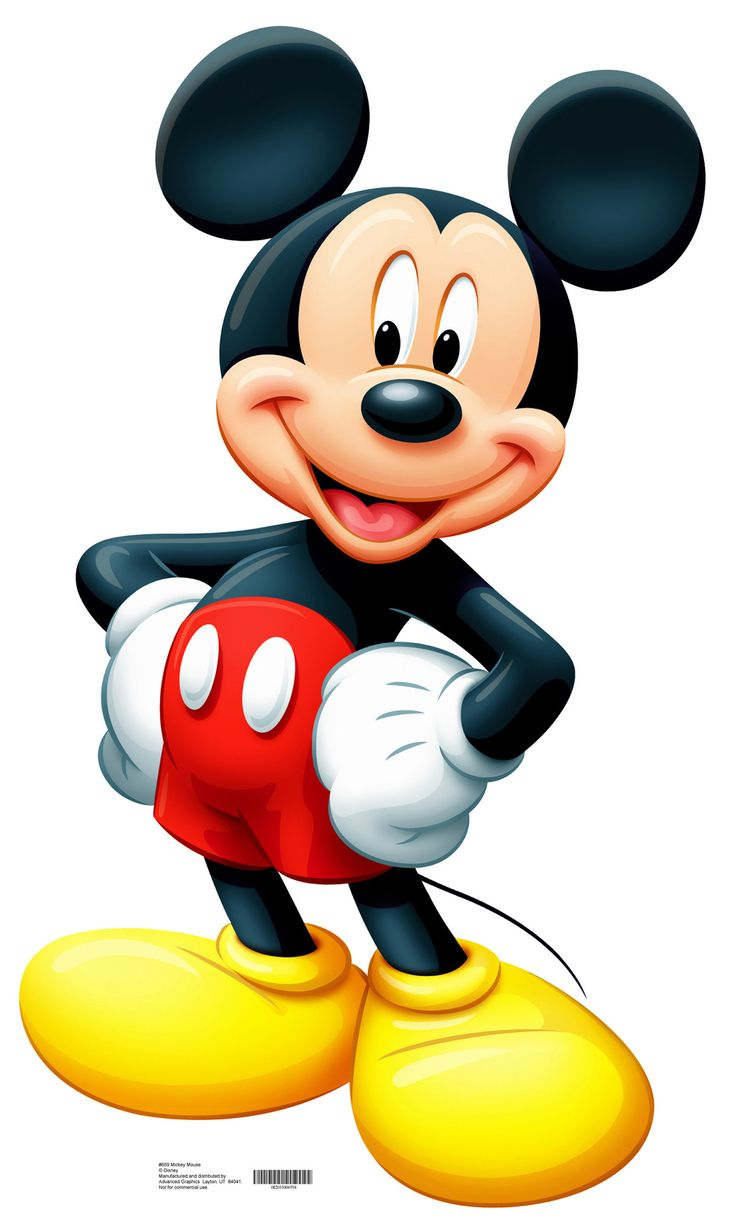 #659 Mickey Mouse
© Disney
Manufactured and distributed by
Advanced Graphics Layton, UT 84041.
Not for commercial use.